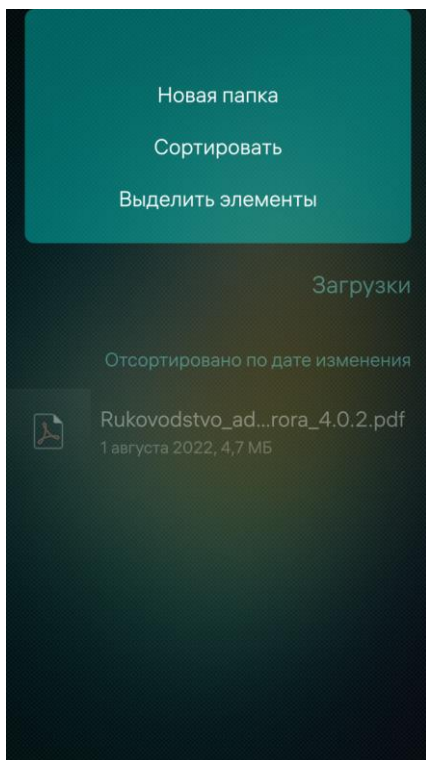 Новая папка
Сортировать
Выделить элементы
Загрузки
Отсортировано по дате изменения
Rukovodstvo_ad...rora_4.0.2.pdf
1 августа 2022, 4,7 МБ